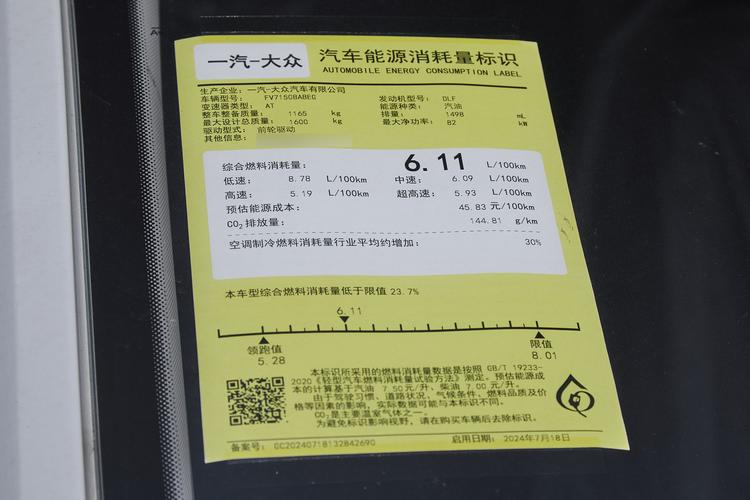 一汽-大众
汽车能源消耗量标识
AUTOMOBILE ENERGY CONSUMPTION LABEL
生产企业：一汽-大众汽车有限公司
车辆型号： FV7150BABEG 发动机型号： DLF
变速器类型： AT 能源种类： 汽油
整车整备质量： 1165 kg 排量： 1498 mL
最大设计总质量： 1600 kg 最大净功率： 82 kW
驱动型式： 前轮驱动
其他信息：
综合燃料消耗量： 6.11 L/100km
低速： 8.78 L/100km 中速： 6.09 L/100km
高速： 5.19 L/100km 超高速： 5.93 L/100km
预估能源成本： 45.83 元/100km
CO₂排放量： 144.81 g/km
空调制冷燃料消耗量行业平均约增加： 30%
本车型综合燃料消耗量低于限值 23.7%
6.11
领跑值 限值
5.28 8.01
本标识所采用的燃料消耗量数据是按照 GB/T 19233-
2020《轻型汽车燃料消耗量试验方法》测定。预估能源成
本的计算基于汽油 7.50元/升、柴油 7.00 元/升。
由于驾驶习惯、道路状况、气候条件、燃料品质及价
格等因素的影响，实际数据可能与本标识不同。
CO₂是主要温室气体之一。
为避免标识影响视野，请在购买车辆后去除标识。
备案号： GC20240718132842690 启用日期： 2024年7月18日